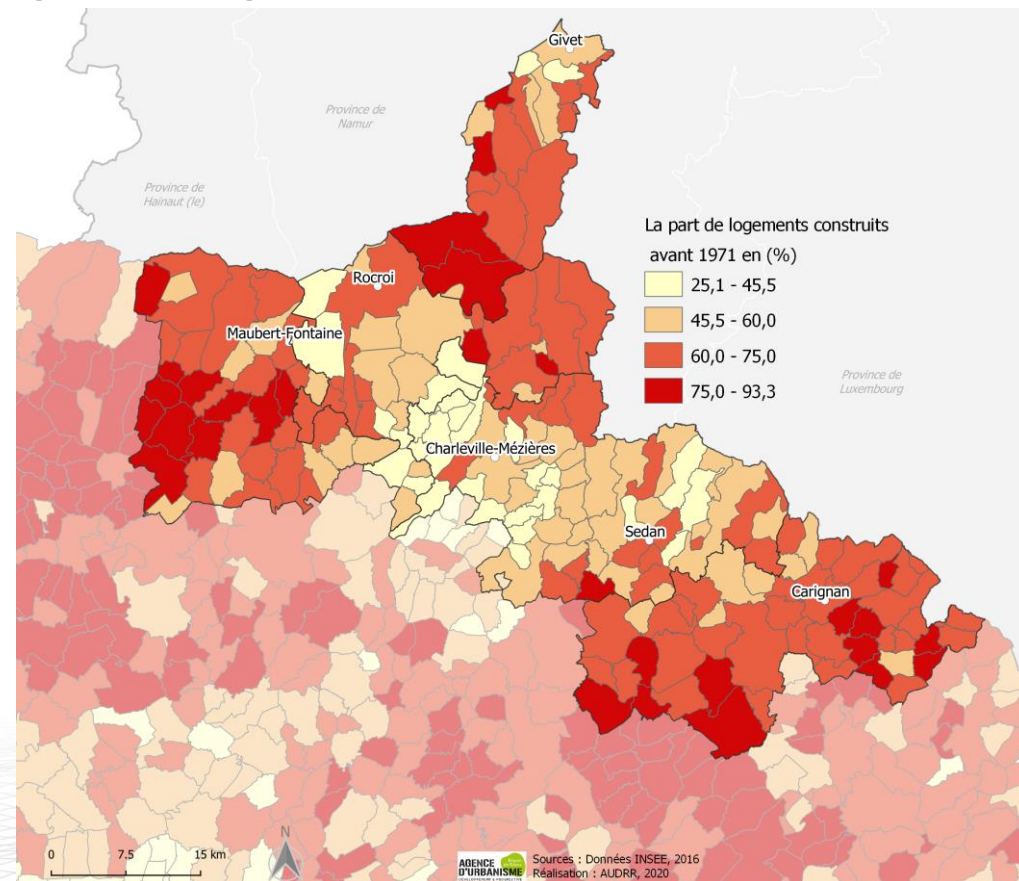 Givet
Province de
Namur
Province de
Hainaut (le)
La part de logements construits
avant 1971 en (%)
25,1 - 45,5
45,5 - 60,0
60,0 - 75,0
75,0 - 93,3
Rocroi
Maubert-Fontaine
Province de
Luxembourg
Charleville-Mézières
Sedan
Carignan
N
0 7.5 15 km
AGENCE
D'URBANISME
Sources : Données INSEE, 2016
Réalisation : AUDRR, 2020